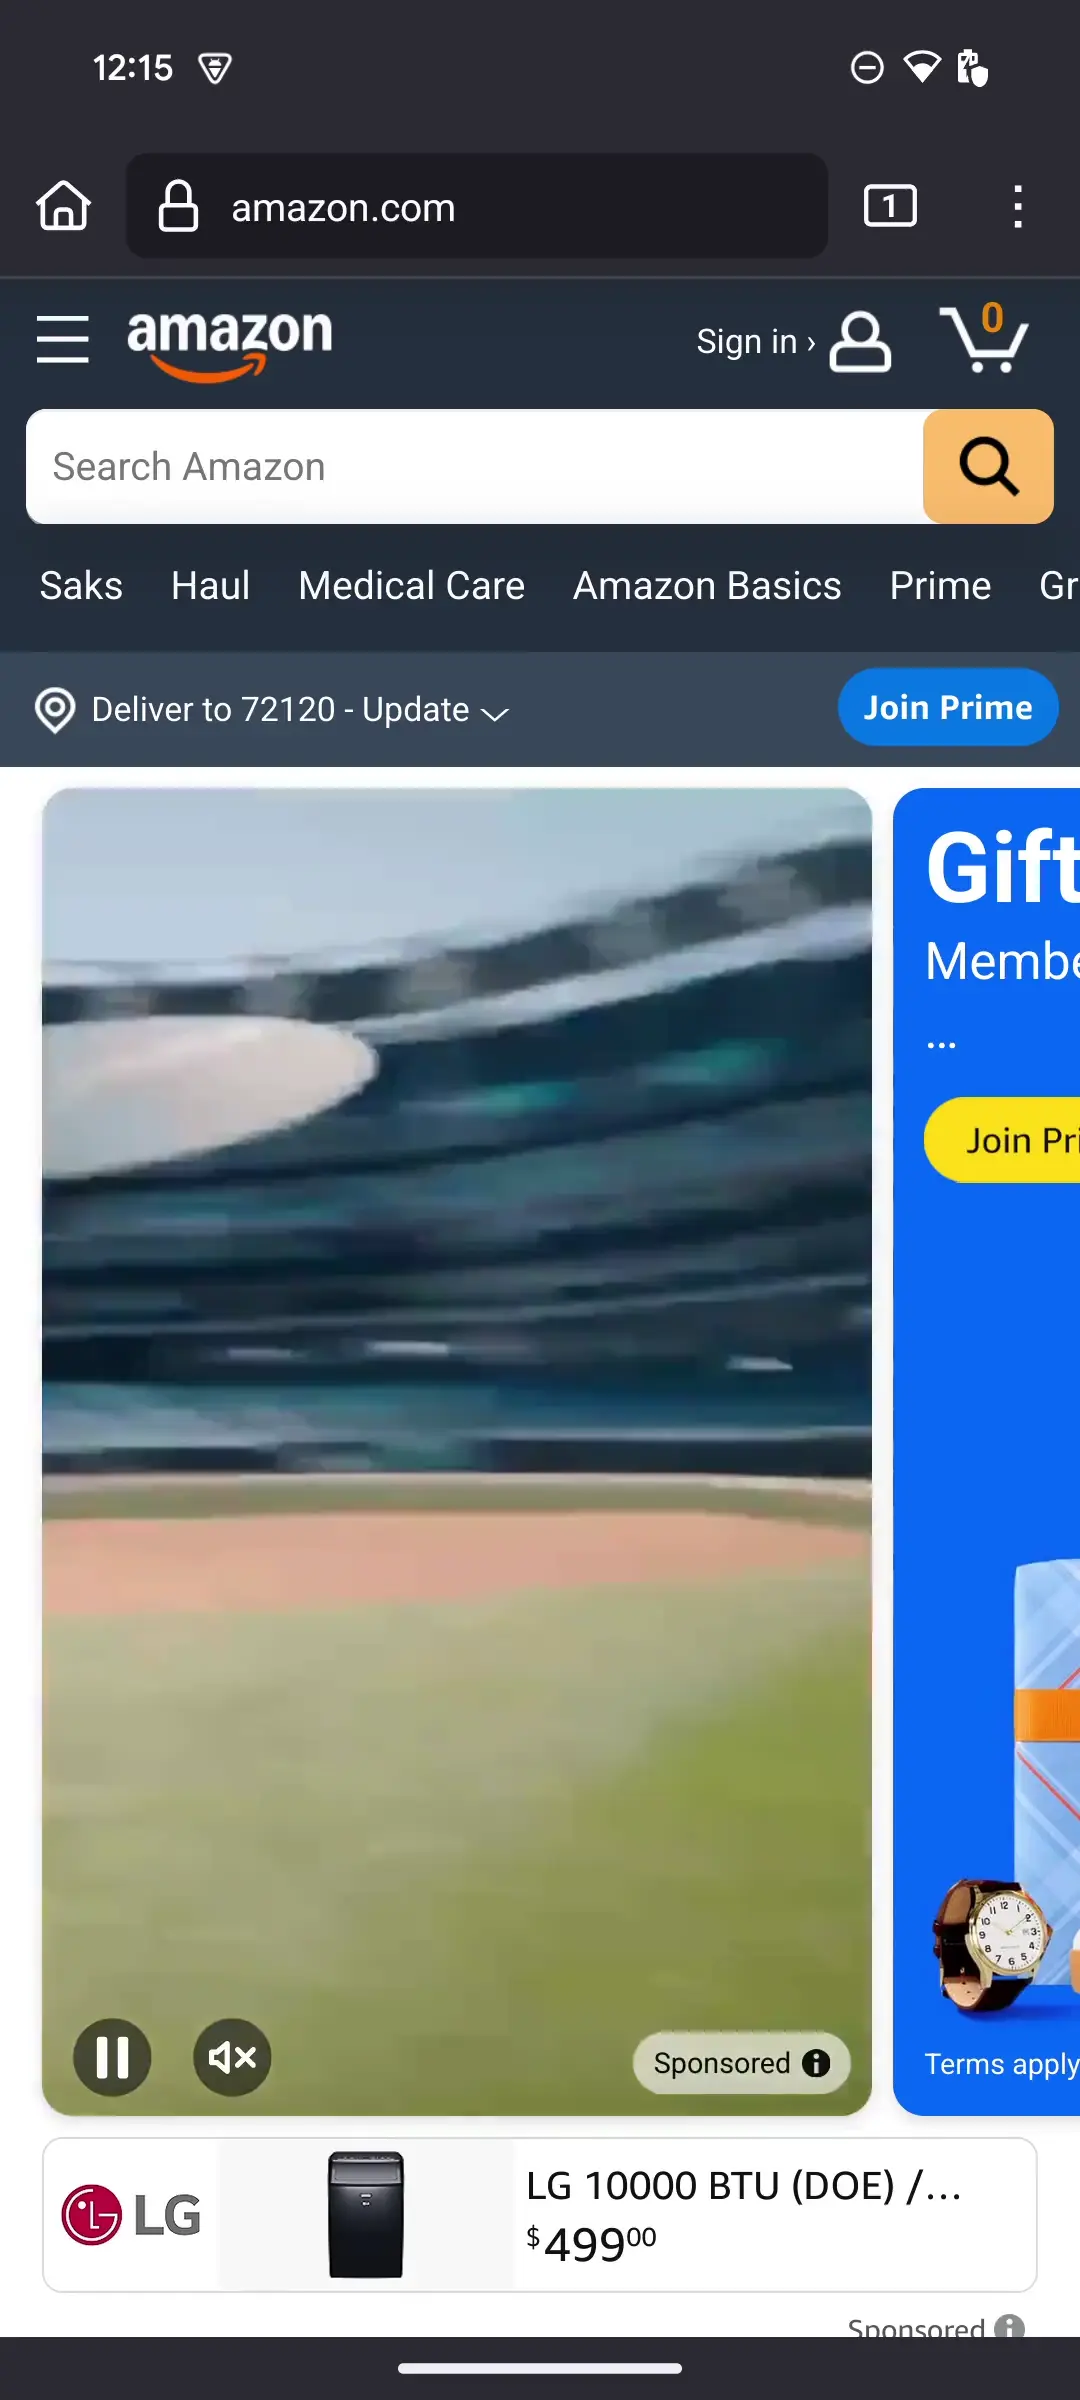 12:15
amazon.com
1
amazon
Sign in ›
0
Search Amazon
Saks Haul Medical Care Amazon Basics Prime Gr
Deliver to 72120 - Update
Join Prime
Gift
Membe
...
Join Pri
Terms apply
Sponsored
LG
LG 10000 BTU (DOE) /...
$49900
Sponsored